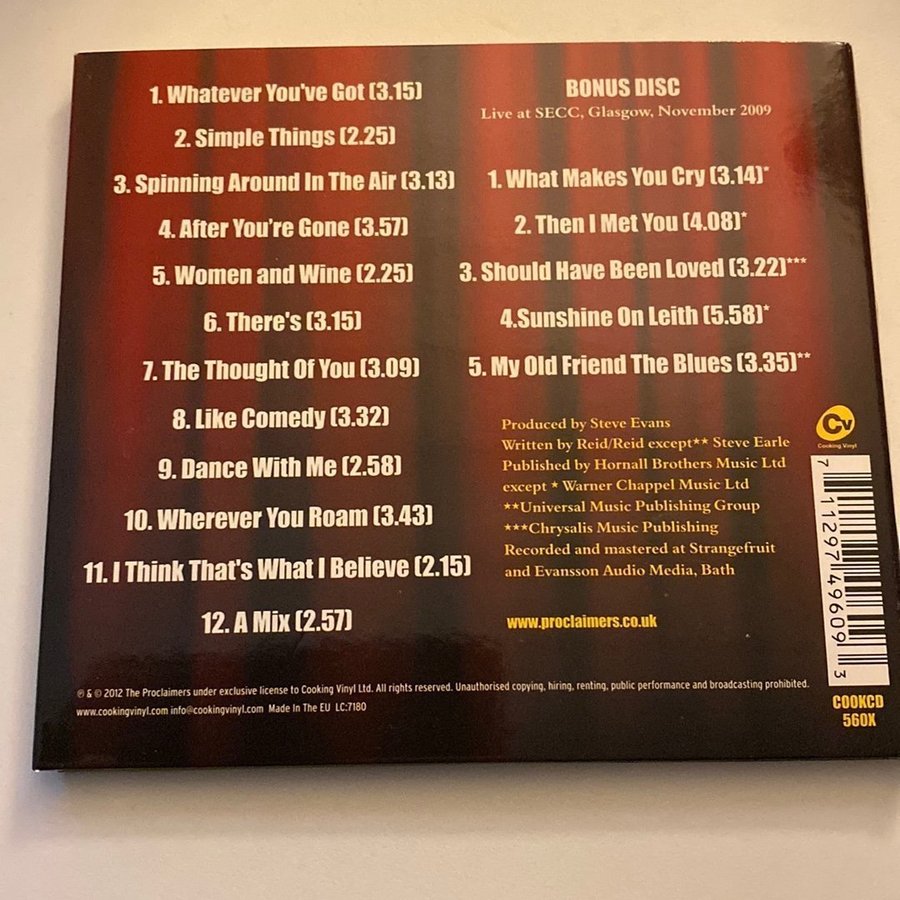 1. Whatever You've Got (3.15)
2. Simple Things (2.25)
3. Spinning Around In The Air (3.13)
4. After You're Gone (3.57)
5. Women and Wine (2.25)
6. There's (3.15)
7. The Thought Of You (3.09)
8. Like Comedy (3.32)
9. Dance With Me (2.58)
10. Wherever You Roam (3.43)
11. I Think That's What I Believe (2.15)
12. A Mix (2.57)
BONUS DISC
Live at SECC, Glasgow, November 2009
1. What Makes You Cry (3.14)*
2. Then I Met You (4.08)*
3. Should Have Been Loved (3.22)***
4.Sunshine On Leith (5.58)*
5. My Old Friend The Blues (3.35)**
Produced by Steve Evans
Written by Reid/Reid except** Steve Earle
Published by Hornall Brothers Music Ltd
except * Warner Chappel Music Ltd
**Universal Music Publishing Group
***Chrysalis Music Publishing
Recorded and mastered at Strangefruit
and Evansson Audio Media, Bath
www.proclaimers.co.uk
Cv
Cooking Vinyl
7 11297 49609 3
COOKCD
560X
℗ & © 2012 The Proclaimers under exclusive license to Cooking Vinyl Ltd. All rights reserved. Unauthorised copying, hiring, renting, public performance and broadcasting prohibited.
www.cookingvinyl.com info@cookingvinyl.com Made In The EU LC:7180